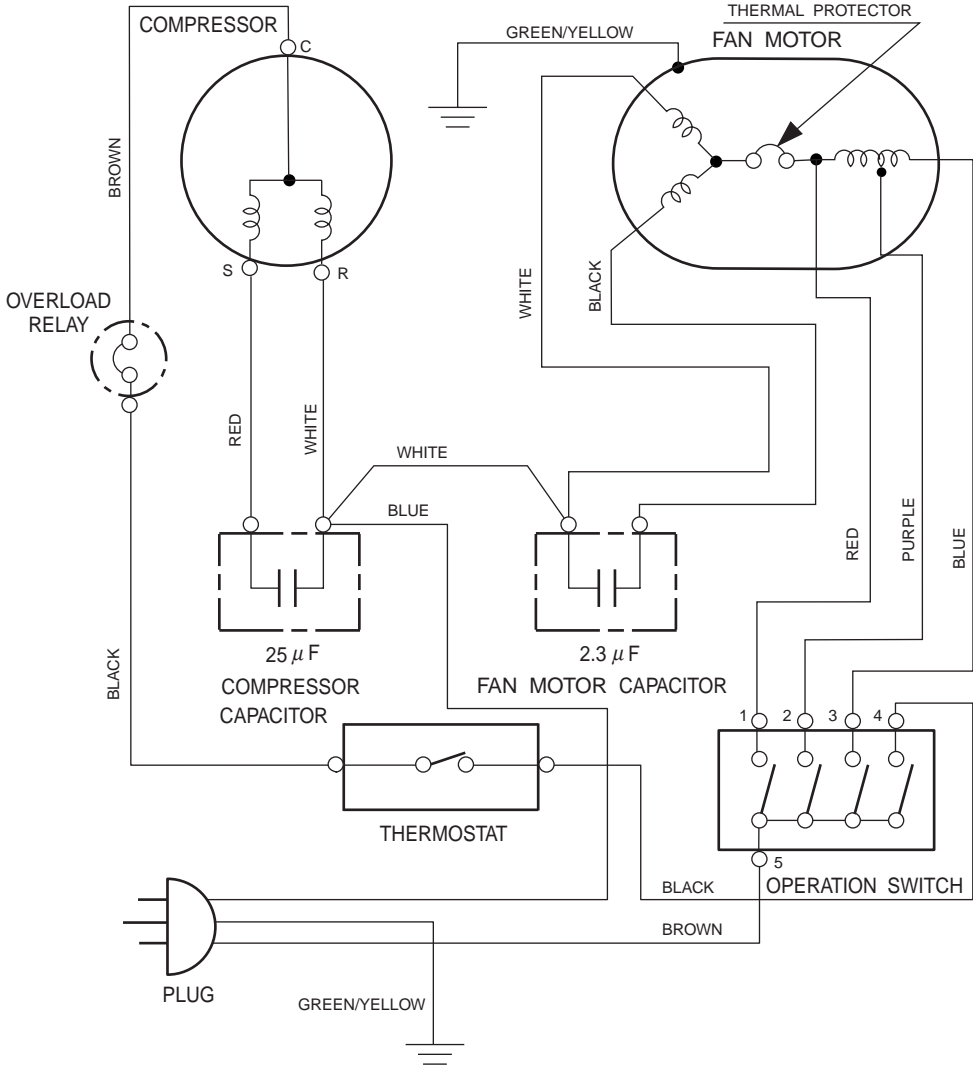 THERMAL PROTECTOR
COMPRESSOR
C
GREEN/YELLOW
FAN MOTOR
BROWN
S
R
WHITE
BLACK
OVERLOAD
RELAY
RED
WHITE
WHITE
BLUE
RED
PURPLE
BLUE
25 μ F
COMPRESSOR
CAPACITOR
2.3 μ F
FAN MOTOR CAPACITOR
BLACK
1
2
3
4
THERMOSTAT
5
OPERATION SWITCH
BLACK
BROWN
PLUG
GREEN/YELLOW